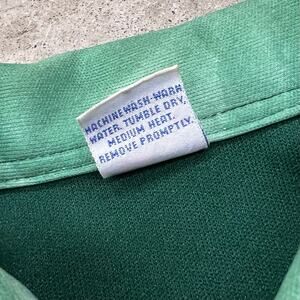 MACHINE WASH-WARM
WATER. TUMBLE DRY,
MEDIUM HEAT.
REMOVE PROMPTLY.